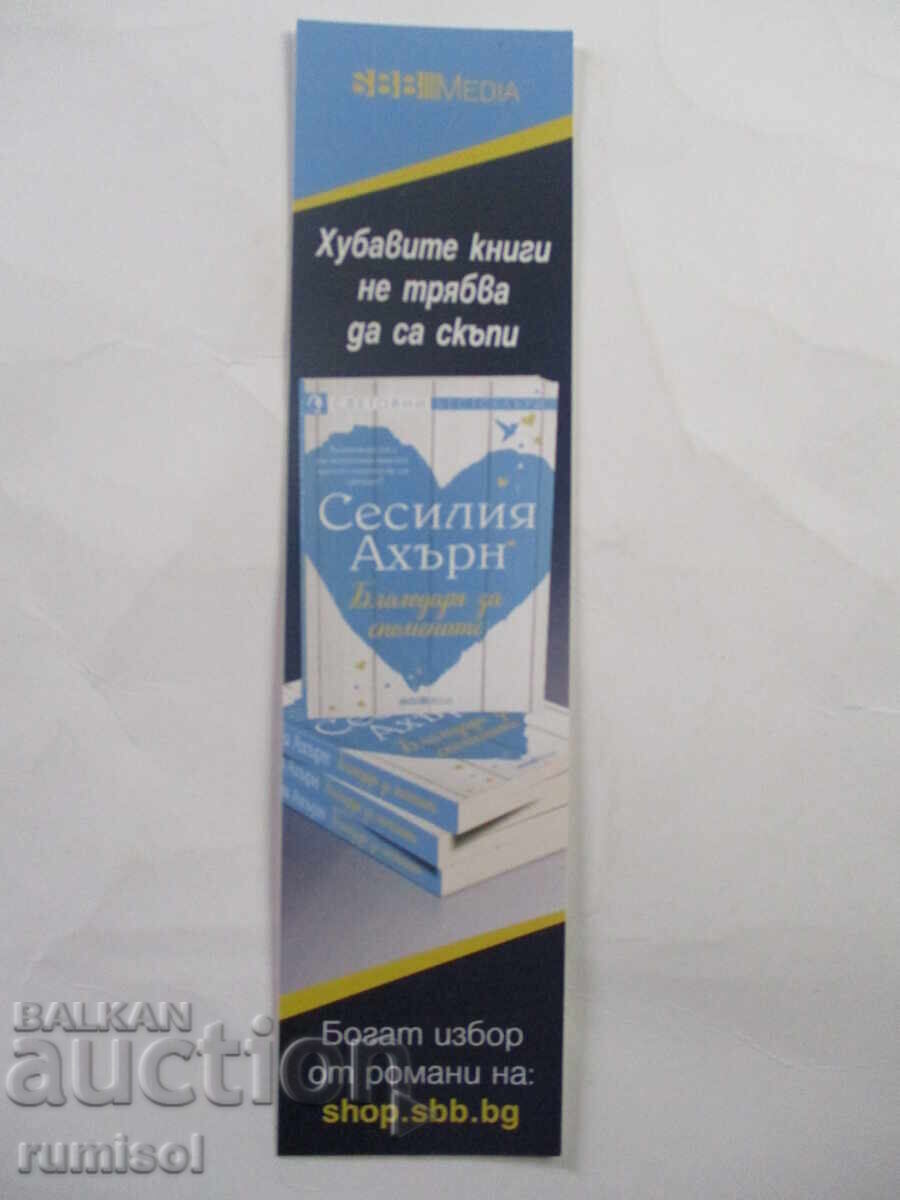 SBB MEDIA
Хубавите книги
не трябва
да са скъпи
Сесилия
Ахърн
Благодаря за
спомените
Ахърн
Богат избор
от романи на:
shop.sbb.bg
BALKAN
auction
rumisol